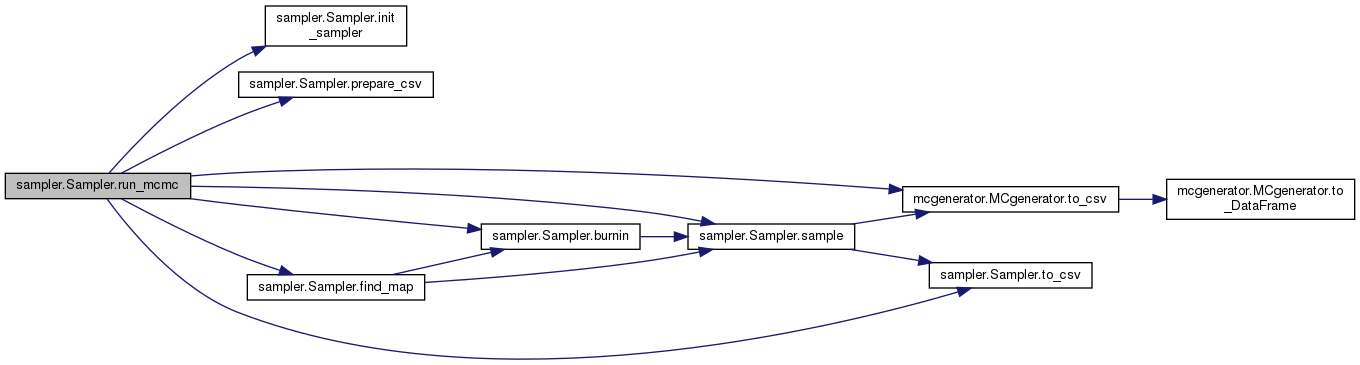 sampler.Sampler.init
_sampler
sampler.Sampler.prepare_csv
sampler.Sampler.run_mcmc
mcgenerator.MCgenerator.to_csv
mcgenerator.MCgenerator.to
_DataFrame
sampler.Sampler.burnin
sampler.Sampler.sample
sampler.Sampler.find_map
sampler.Sampler.to_csv